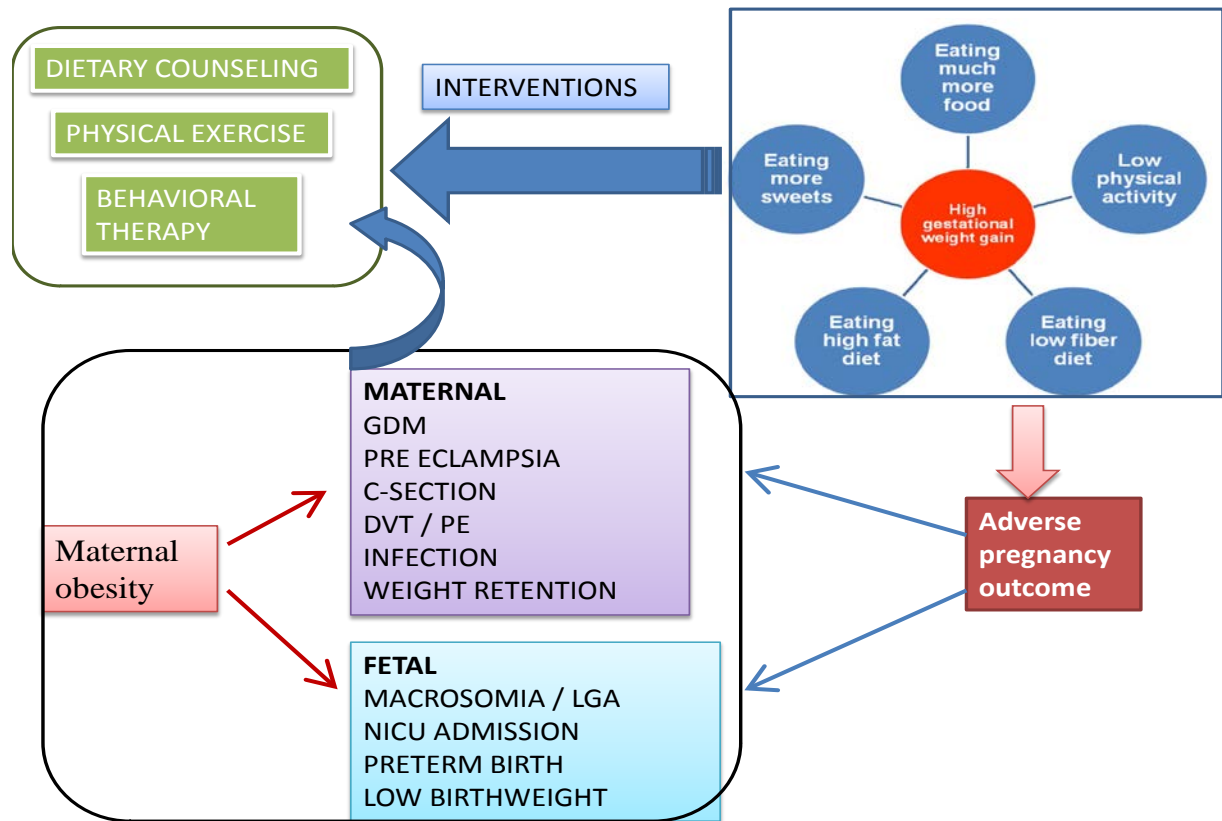 DIETARY COUNSELING
PHYSICAL EXERCISE
BEHAVIORAL
THERAPY
INTERVENTIONS
Eating
much
more
food
Eating
more
sweets
Low
physical
activity
High
gestational
weight gain
Eating
high fat
diet
Eating
low fiber
diet
MATERNAL
GDM
PRE ECLAMPSIA
C-SECTION
DVT / PE
INFECTION
WEIGHT RETENTION
Maternal
obesity
Adverse
pregnancy
outcome
FETAL
MACROSOMIA / LGA
NICU ADMISSION
PRETERM BIRTH
LOW BIRTHWEIGHT